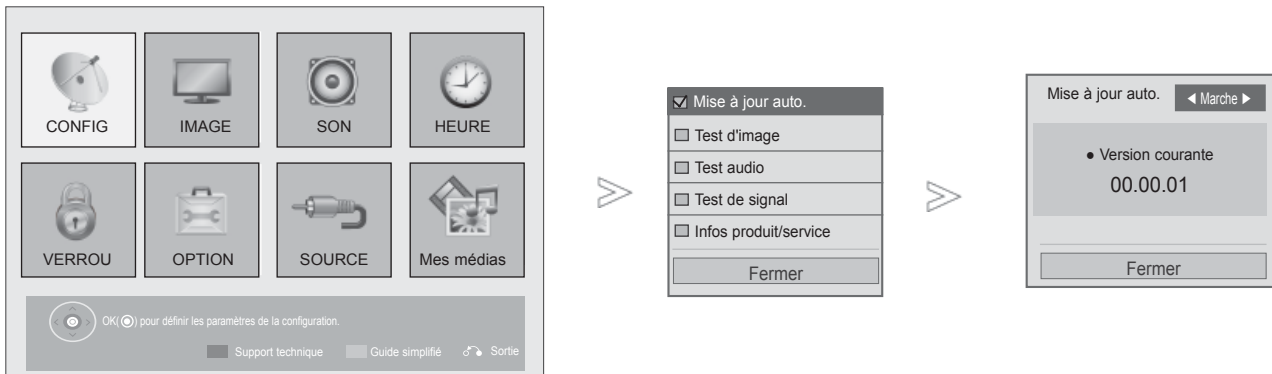 CONFIG
IMAGE
SON
HEURE
VERROU
OPTION
SOURCE
Mes médias
OK(◉) pour définir les paramètres de la configuration.
Support technique
Guide simplifié
Sortie
Mise à jour auto.
Test d'image
Test audio
Test de signal
Infos produit/service
Fermer
Mise à jour auto.
◀ Marche ▶
• Version courante
00.00.01
Fermer